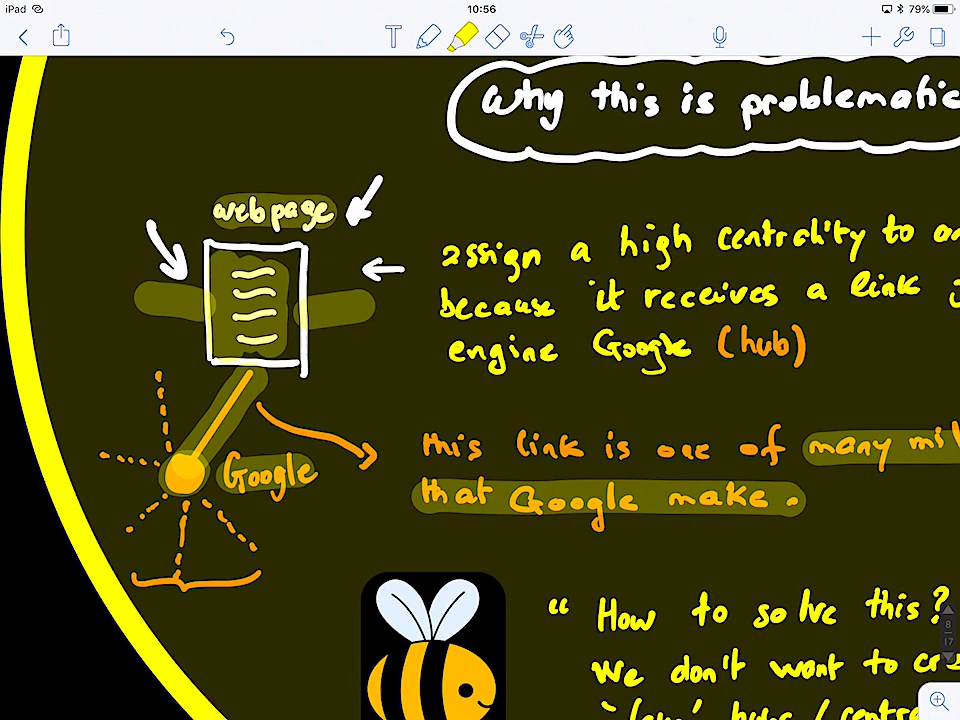 iPad 10:56 79%
T
Why this is problematic
webpage
assign a high centrality to
because it receives a link
engine Google (hub)
this link is one of many
Google
that Google make.
8
17
" How to solve this?
We don't want to